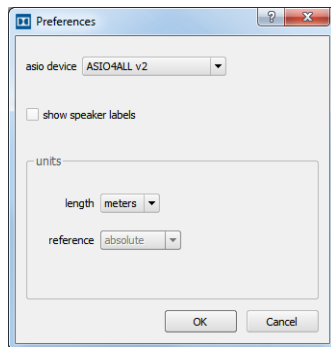 Preferences
asio device ASIO4ALL v2
show speaker labels
units
length meters
reference absolute
OK Cancel